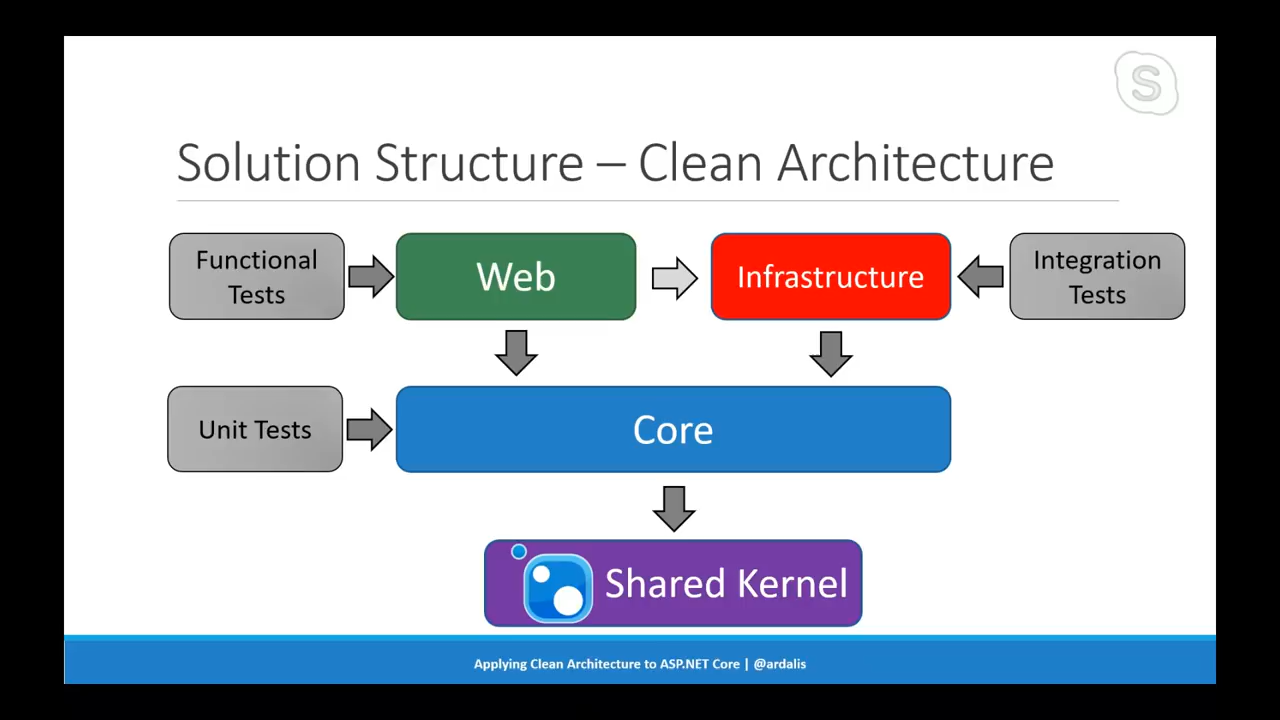 S
Solution Structure – Clean Architecture
Functional
Tests
Web
Infrastructure
Integration
Tests
Unit Tests
Core
Shared Kernel
Applying Clean Architecture to ASP.NET Core | @ardalis